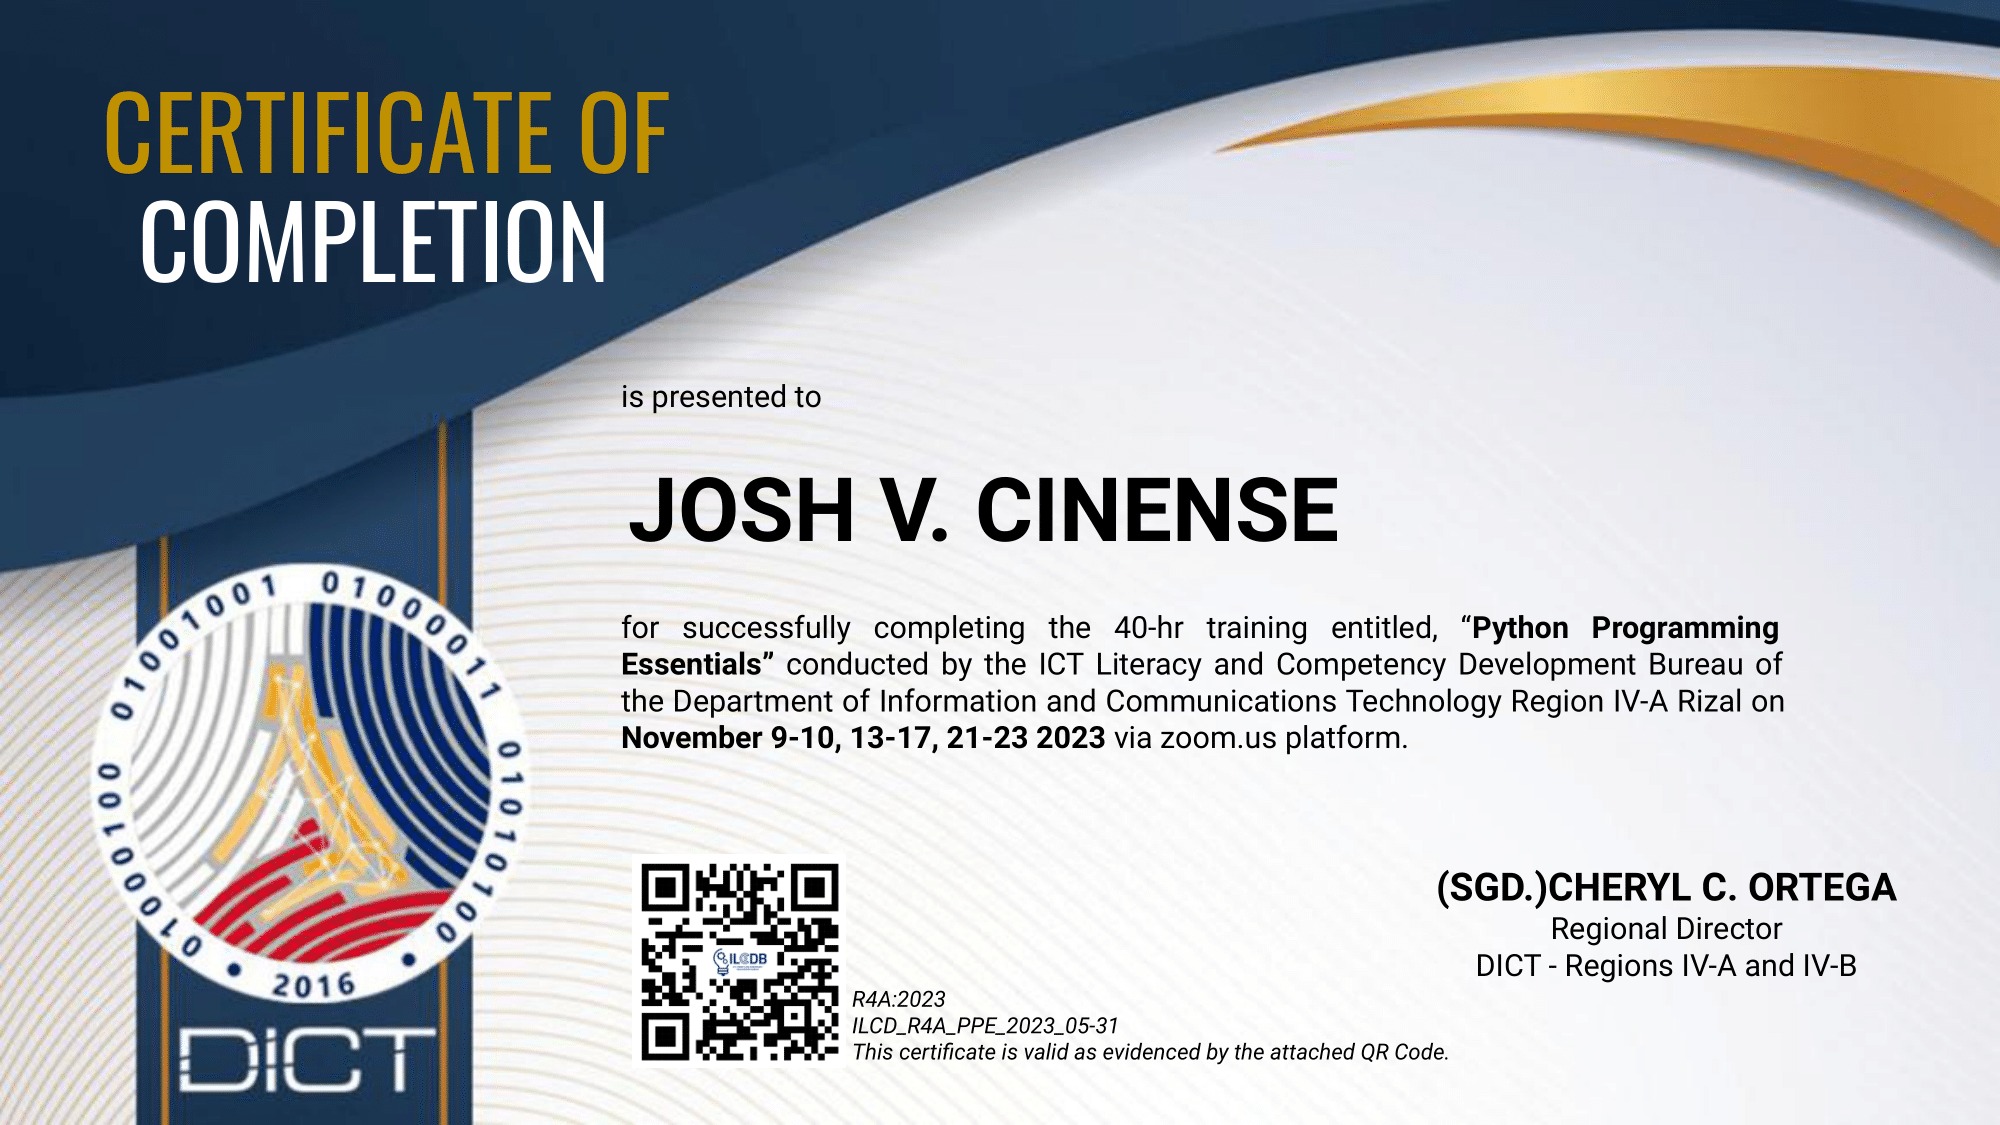 CERTIFICATE OF
COMPLETION
is presented to
JOSH V. CINENSE
for successfully completing the 40-hr training entitled, “Python Programming
Essentials” conducted by the ICT Literacy and Competency Development Bureau of
the Department of Information and Communications Technology Region IV-A Rizal on
November 9-10, 13-17, 21-23 2023 via zoom.us platform.
01001001 01000011 01010100 • 2016 • 01000100
DICT
ILCDB
R4A:2023
ILCD_R4A_PPE_2023_05-31
This certificate is valid as evidenced by the attached QR Code.
(SGD.)CHERYL C. ORTEGA
Regional Director
DICT - Regions IV-A and IV-B